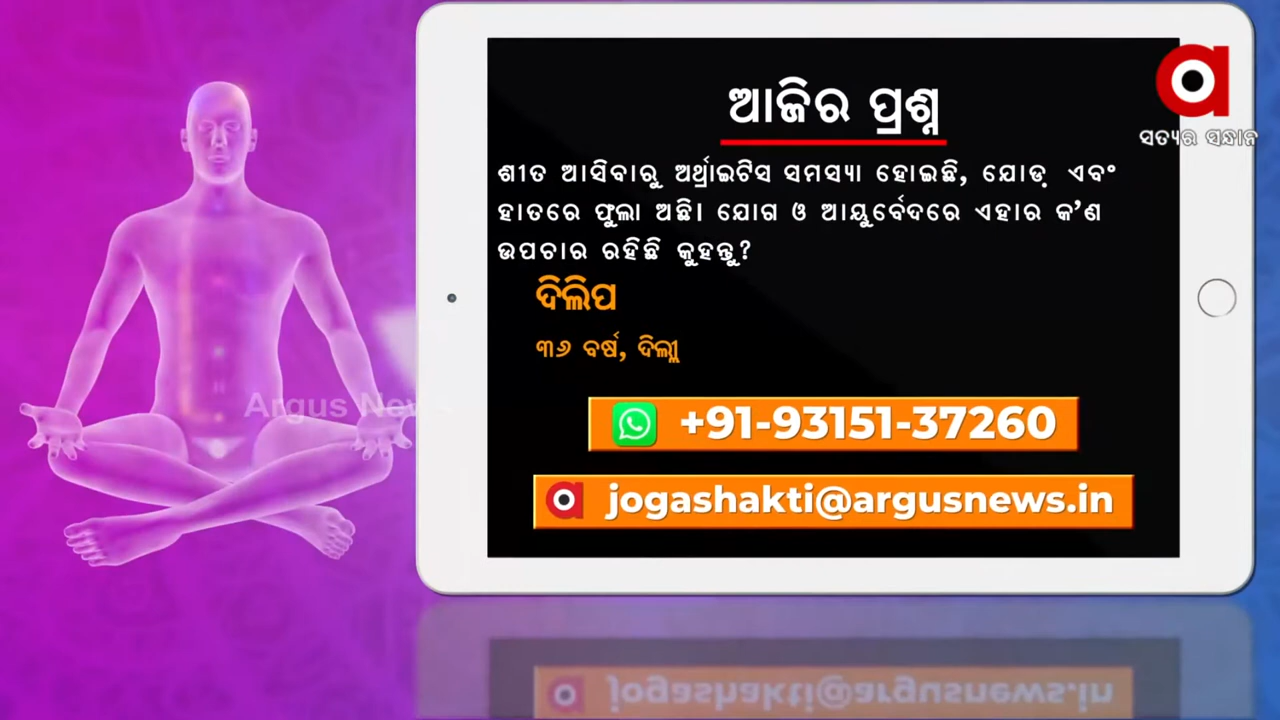 ଆଜିର ପ୍ରଶ୍ନ
ସତ୍ୟର ସନ୍ଧାନ
ଶୀତ ଆସିବାରୁ ଅର୍ଥ୍ରାଇଟିସ ସମସ୍ୟା ହୋଇଛି, ଯୋଡ଼ ଏବଂ
ହାତରେ ଫୁଲା ଅଛି। ଯୋଗ ଓ ଆୟୁର୍ବେଦରେ ଏହାର କ’ଣ
ଉପଚାର ରହିଛି କୁହନ୍ତୁ?
ଦିଲିପ
୩୬ ବର୍ଷ, ଦିଲ୍ଲୀ
Argus News
+91-93151-37260
jogashakti@argusnews.in